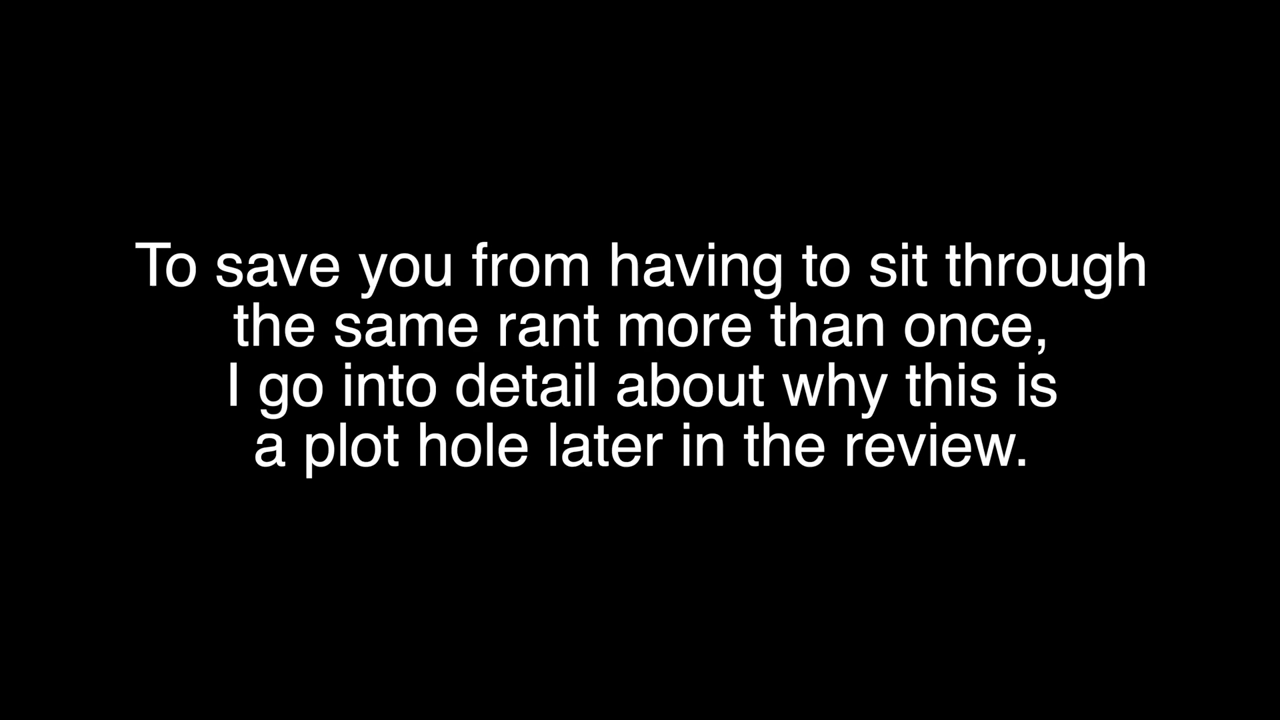 To save you from having to sit through
the same rant more than once,
I go into detail about why this is
a plot hole later in the review.